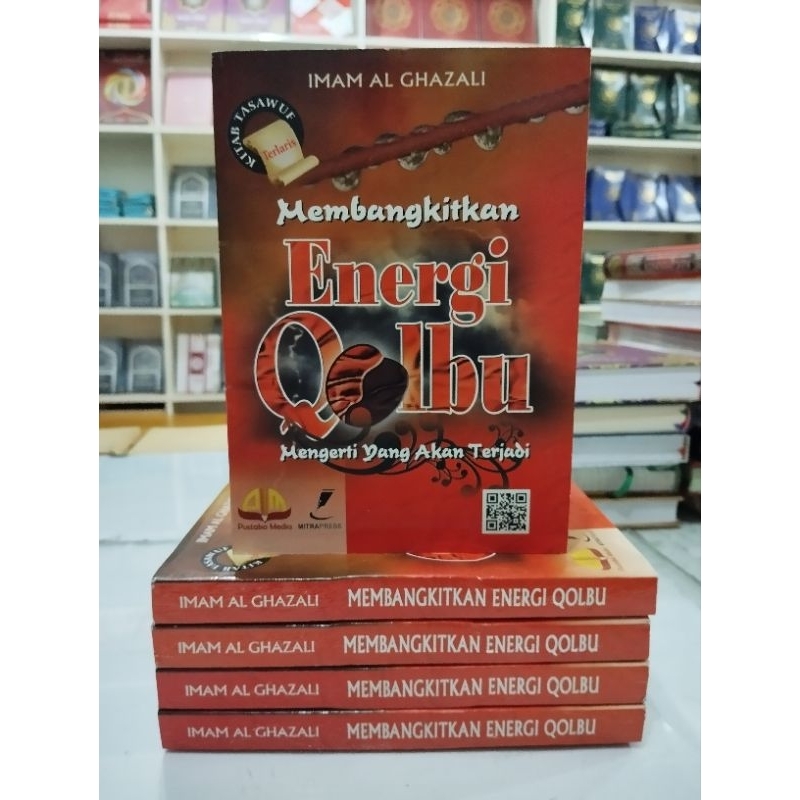 IMAM AL GHAZALI
KITAB TASAWUF
Terlaris
Membangkitkan
Energi
Qolbu
Mengerti Yang Akan Terjadi
Pustaka Media
MITRAPRESS
IMAM AL GHAZALI MEMBANGKITKAN ENERGI QOLBU
IMAM AL GHAZALI MEMBANGKITKAN ENERGI QOLBU
IMAM AL GHAZALI MEMBANGKITKAN ENERGI QOLBU
IMAM AL GHAZALI MEMBANGKITKAN ENERGI QOLBU